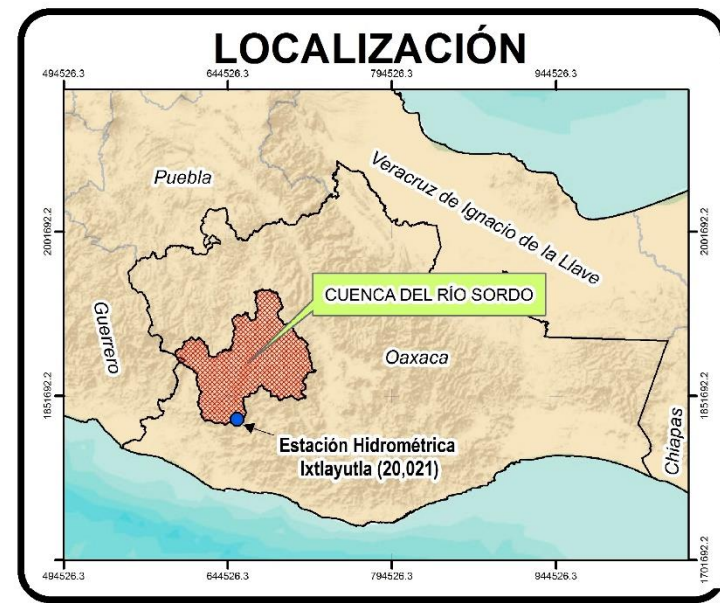 LOCALIZACIÓN
494526.3 644526.3 794526.3 944526.3
Puebla
Veracruz de Ignacio de la Llave
2001692.2 2001692.2
CUENCA DEL RÍO SORDO
Guerrero
Oaxaca
1851692.2 1851692.2
Estación Hidrométrica
Ixtlayutla (20,021)
Chiapas
1701692.2
494526.3 644526.3 794526.3 944526.3